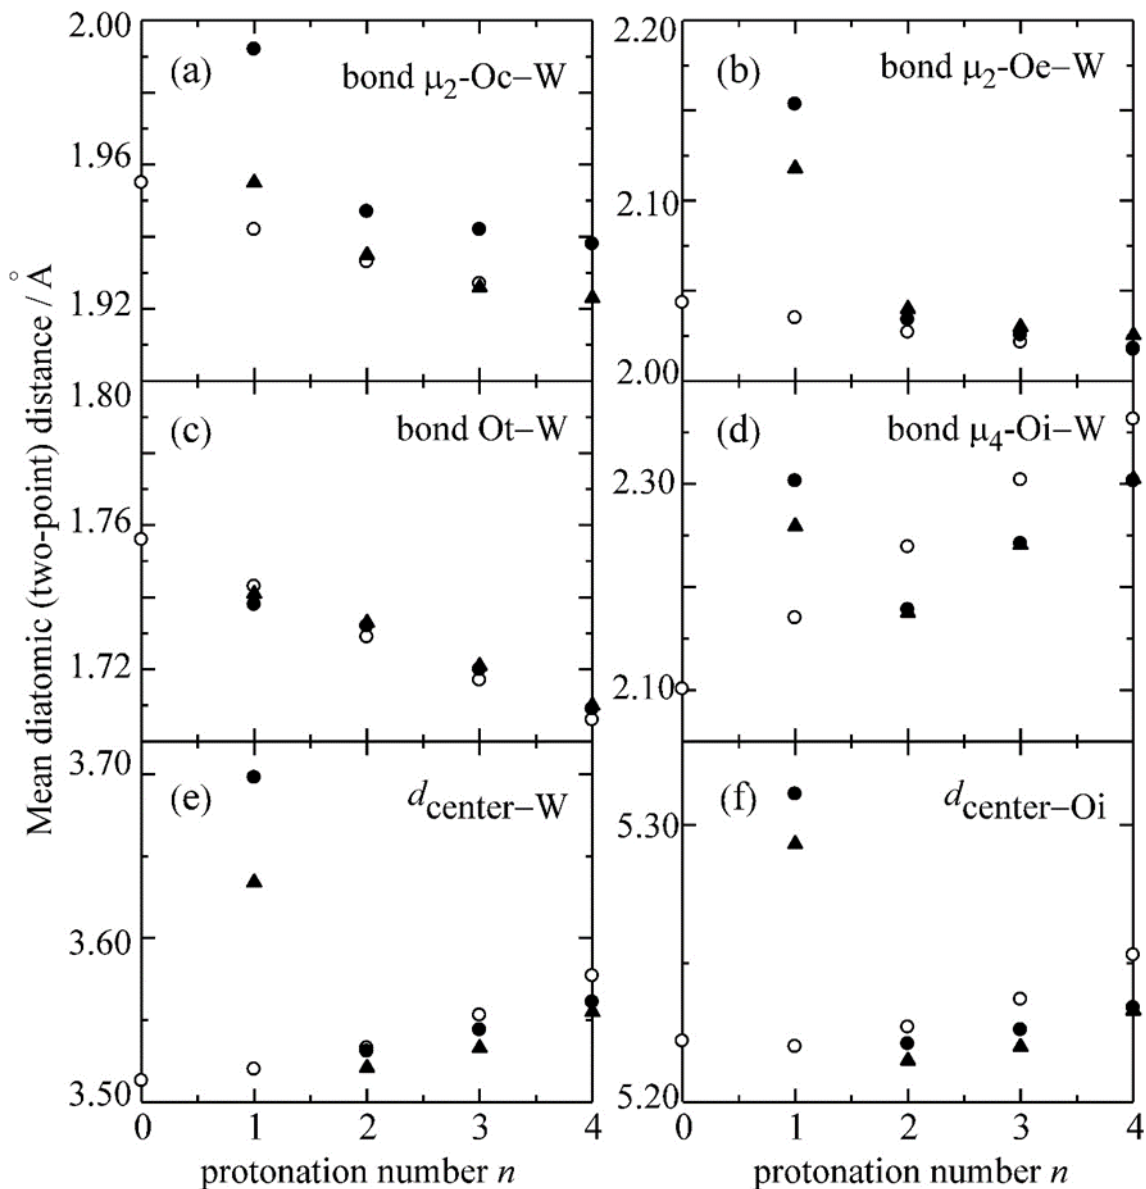 2.00
1.96
1.92
(a)
bond μ2-Oc–W
2.20
2.10
2.00
(b)
bond μ2-Oe–W
1.80
1.76
1.72
(c)
bond Ot–W
2.30
2.10
(d)
bond μ4-Oi–W
3.70
3.60
3.50
(e)
dcenter–W
5.30
5.20
(f)
dcenter–Oi
Mean diatomic (two-point) distance / Å
0 1 2 3 4
protonation number n
0 1 2 3 4
protonation number n